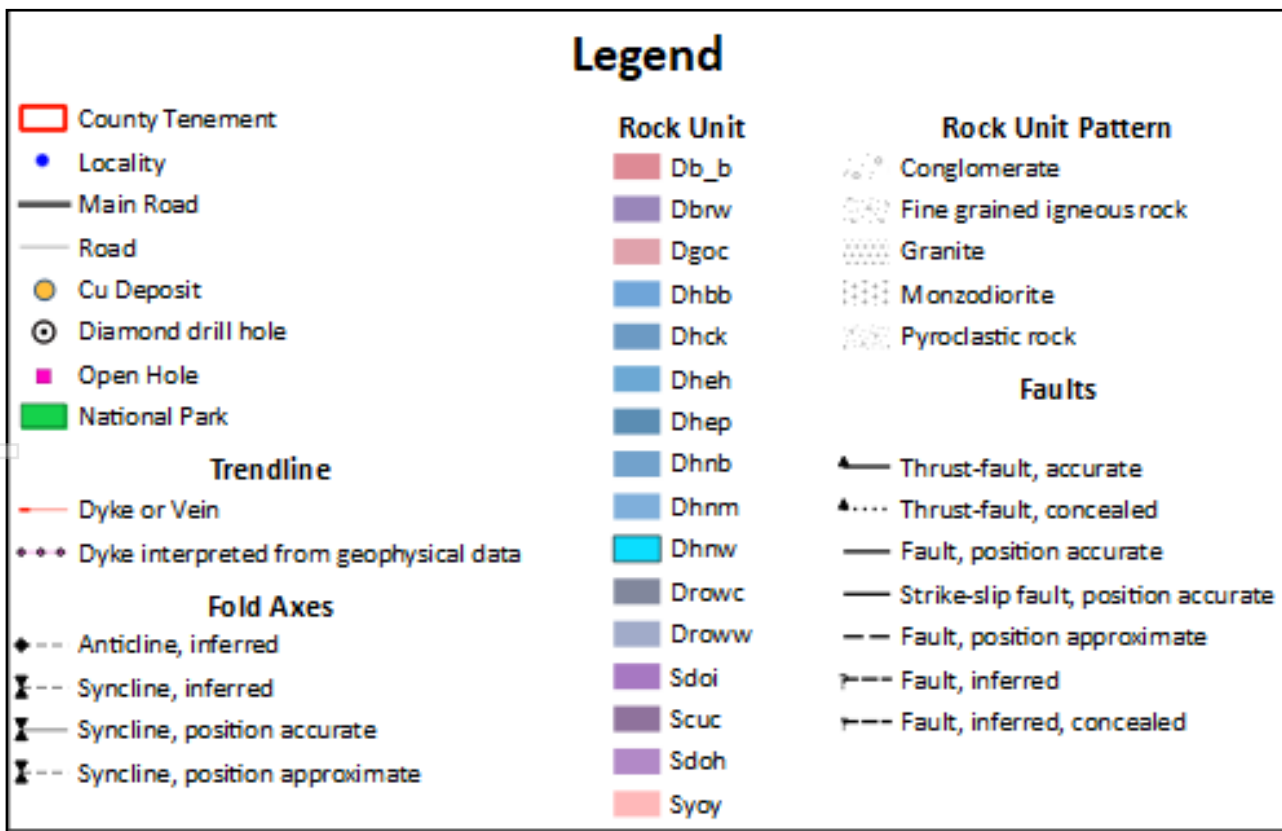 Legend
County Tenement
Locality
Main Road
Road
Cu Deposit
Diamond drill hole
Open Hole
National Park
Trendline
Dyke or Vein
Dyke interpreted from geophysical data
Fold Axes
Anticline, inferred
Syncline, inferred
Syncline, position accurate
Syncline, position approximate
Rock Unit
Db_b
Dbrw
Dgoc
Dhbb
Dhck
Dheh
Dhep
Dhnb
Dhnm
Dhnw
Drowc
Droww
Sdoi
Scuc
Sdoh
Syoy
Rock Unit Pattern
Conglomerate
Fine grained igneous rock
Granite
Monzodiorite
Pyroclastic rock
Faults
Thrust-fault, accurate
Thrust-fault, concealed
Fault, position accurate
Strike-slip fault, position accurate
Fault, position approximate
Fault, inferred
Fault, inferred, concealed